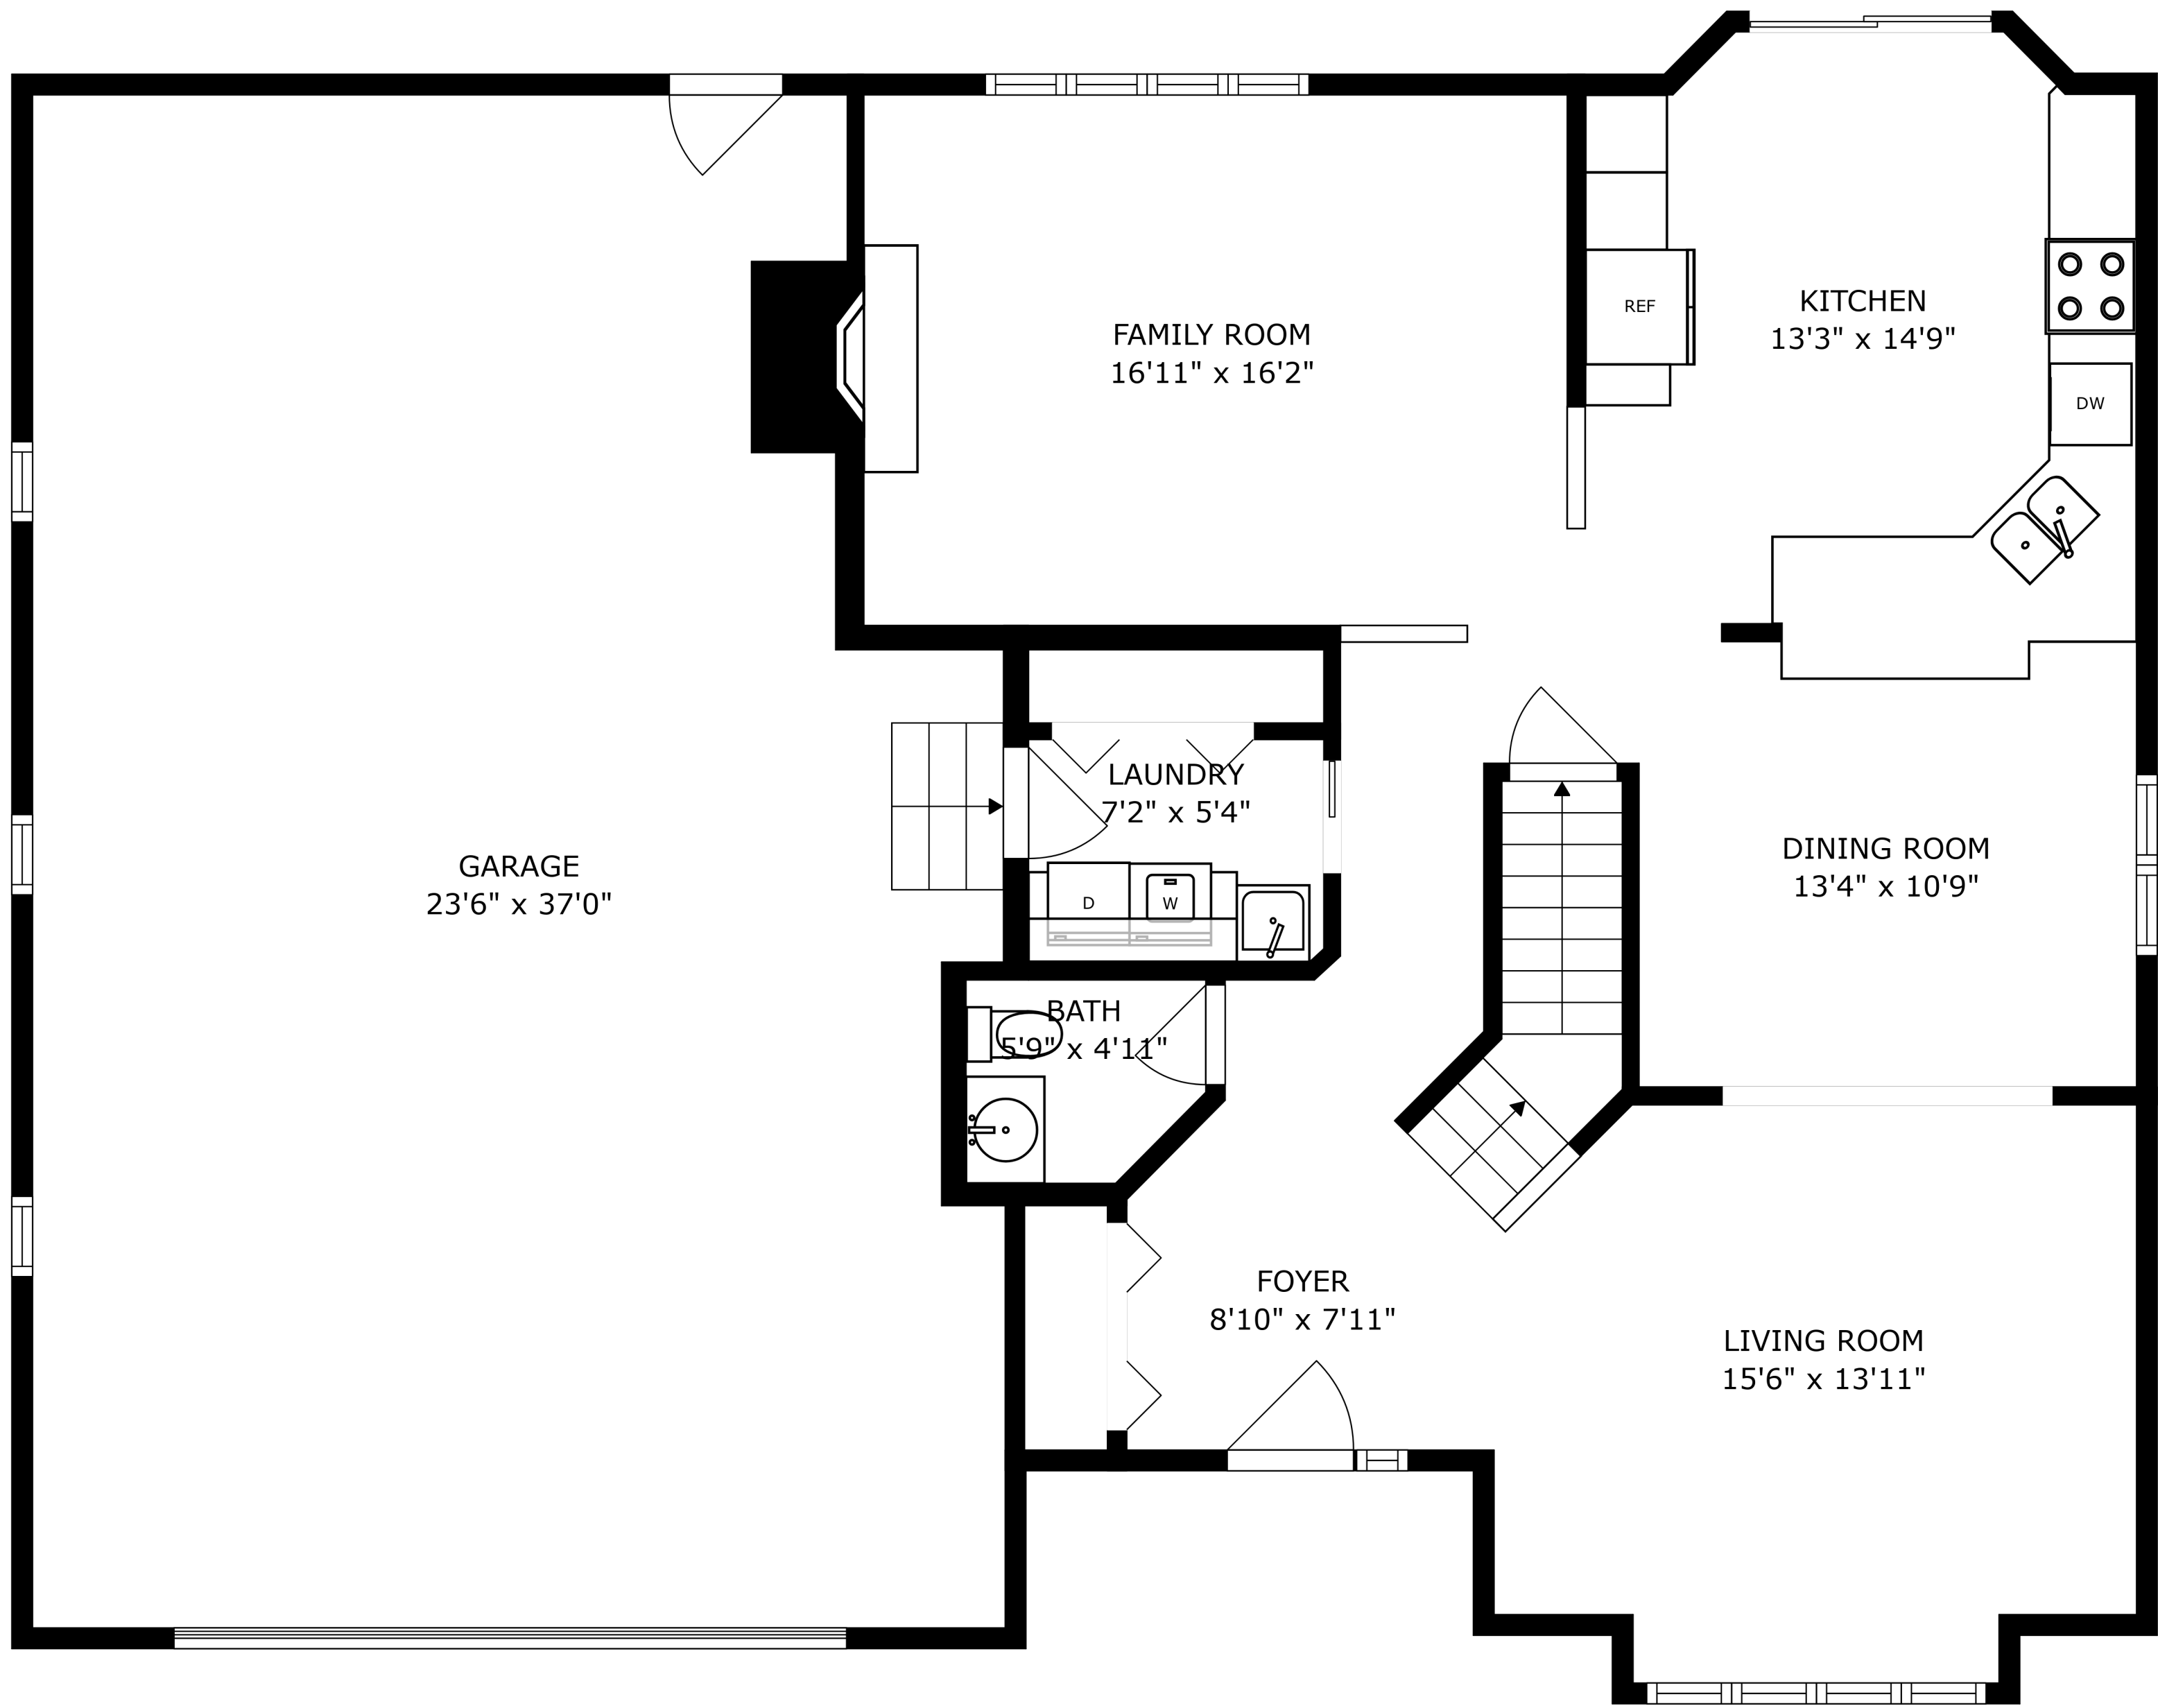 KITCHEN
13'3" x 14'9"
REF
FAMILY ROOM
16'11" x 16'2"
DW
LAUNDRY
7'2" x 5'4"
DINING ROOM
13'4" x 10'9"
GARAGE
23'6" x 37'0"
D
W
BATH
5'9" x 4'11"
FOYER
8'10" x 7'11"
LIVING ROOM
15'6" x 13'11"